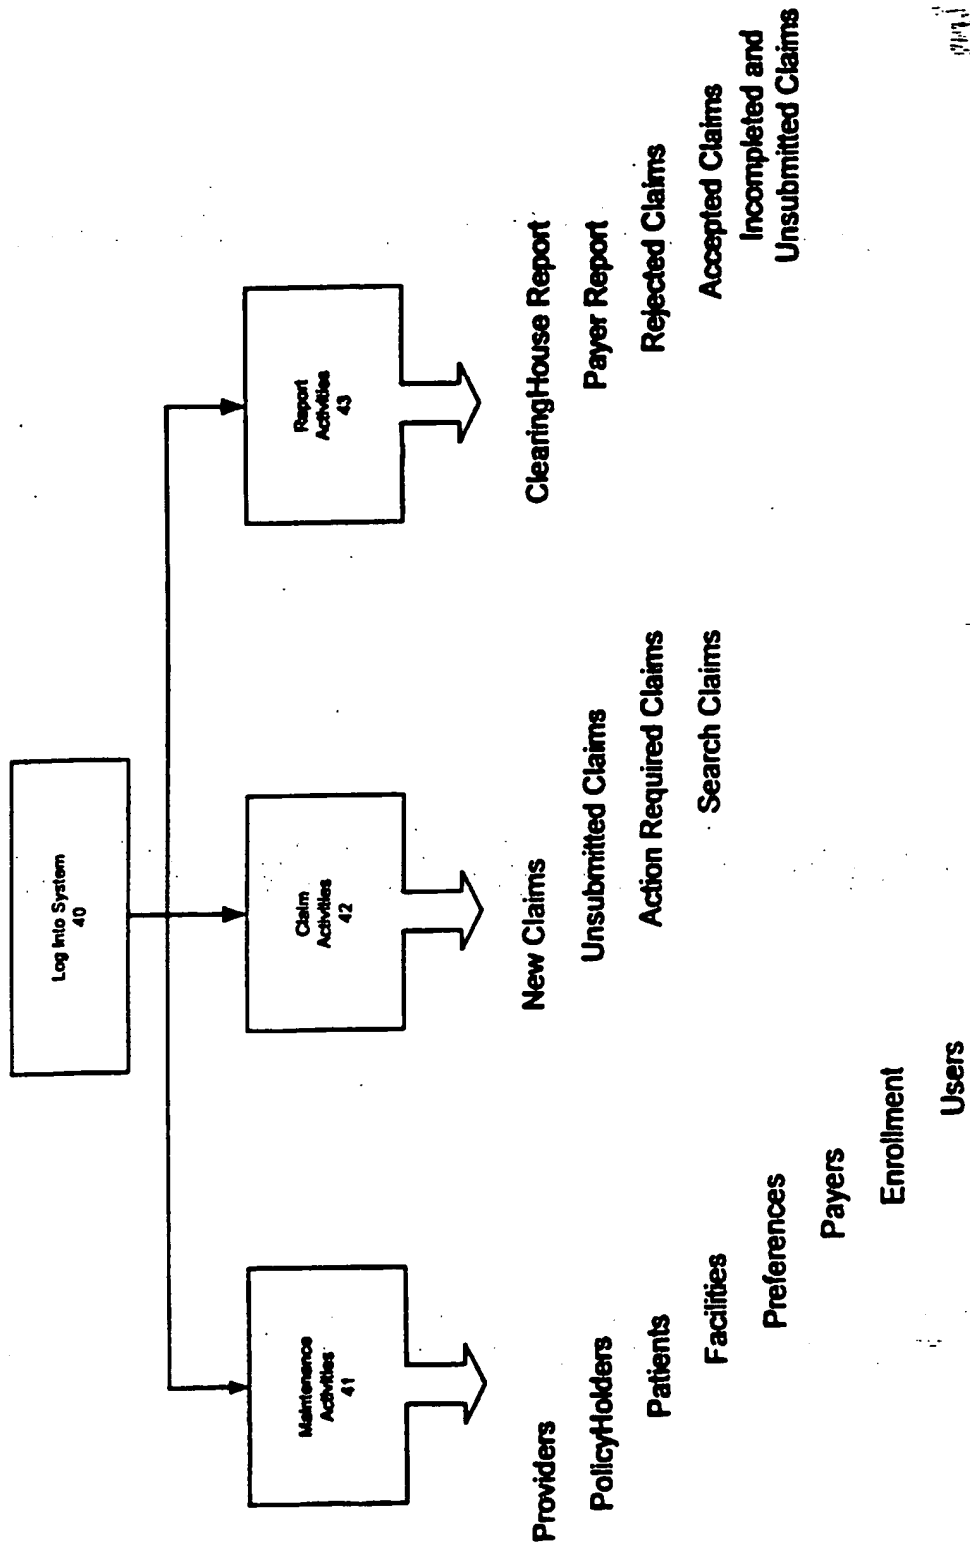 Log Into System
40
Maintenance
Activities
41
Claim
Activities
42
Report
Activities
43
Providers
PolicyHolders
Patients
Facilities
Preferences
Payers
Enrollment
Users
New Claims
Unsubmitted Claims
Action Required Claims
Search Claims
ClearingHouse Report
Payer Report
Rejected Claims
Accepted Claims
Incompleted and
Unsubmitted Claims